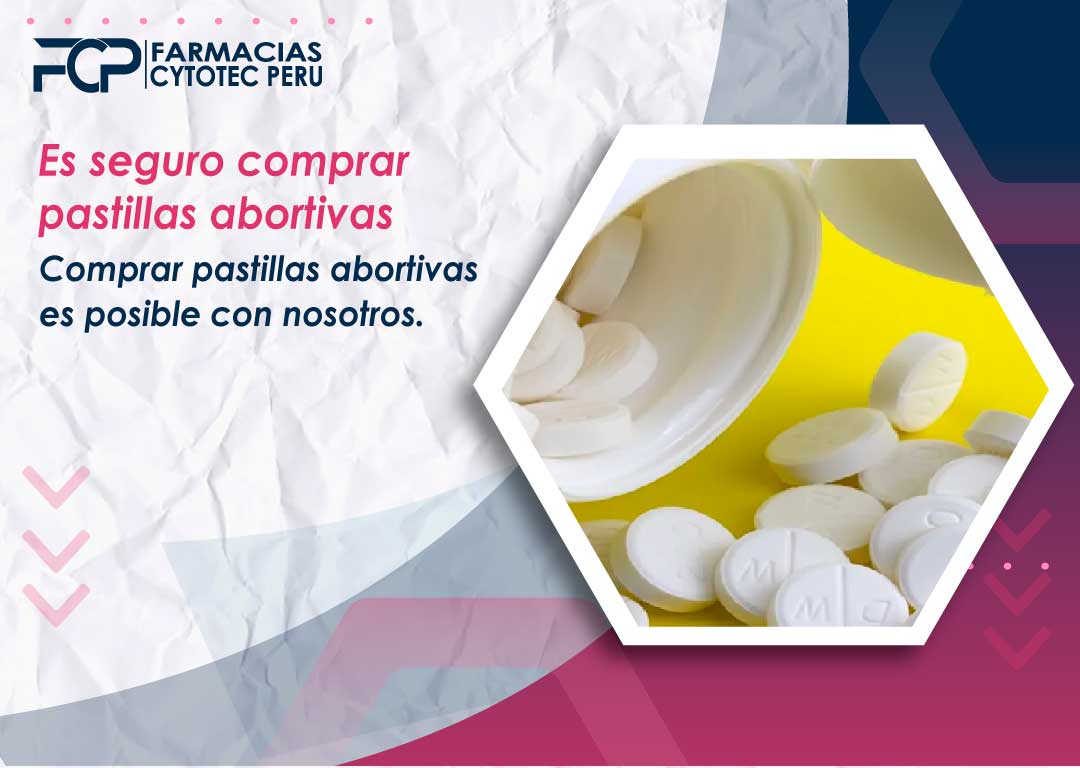 FCP
FARMACIAS
CYTOTEC PERU
Es seguro comprar
pastillas abortivas
Comprar pastillas abortivas
es posible con nosotros.